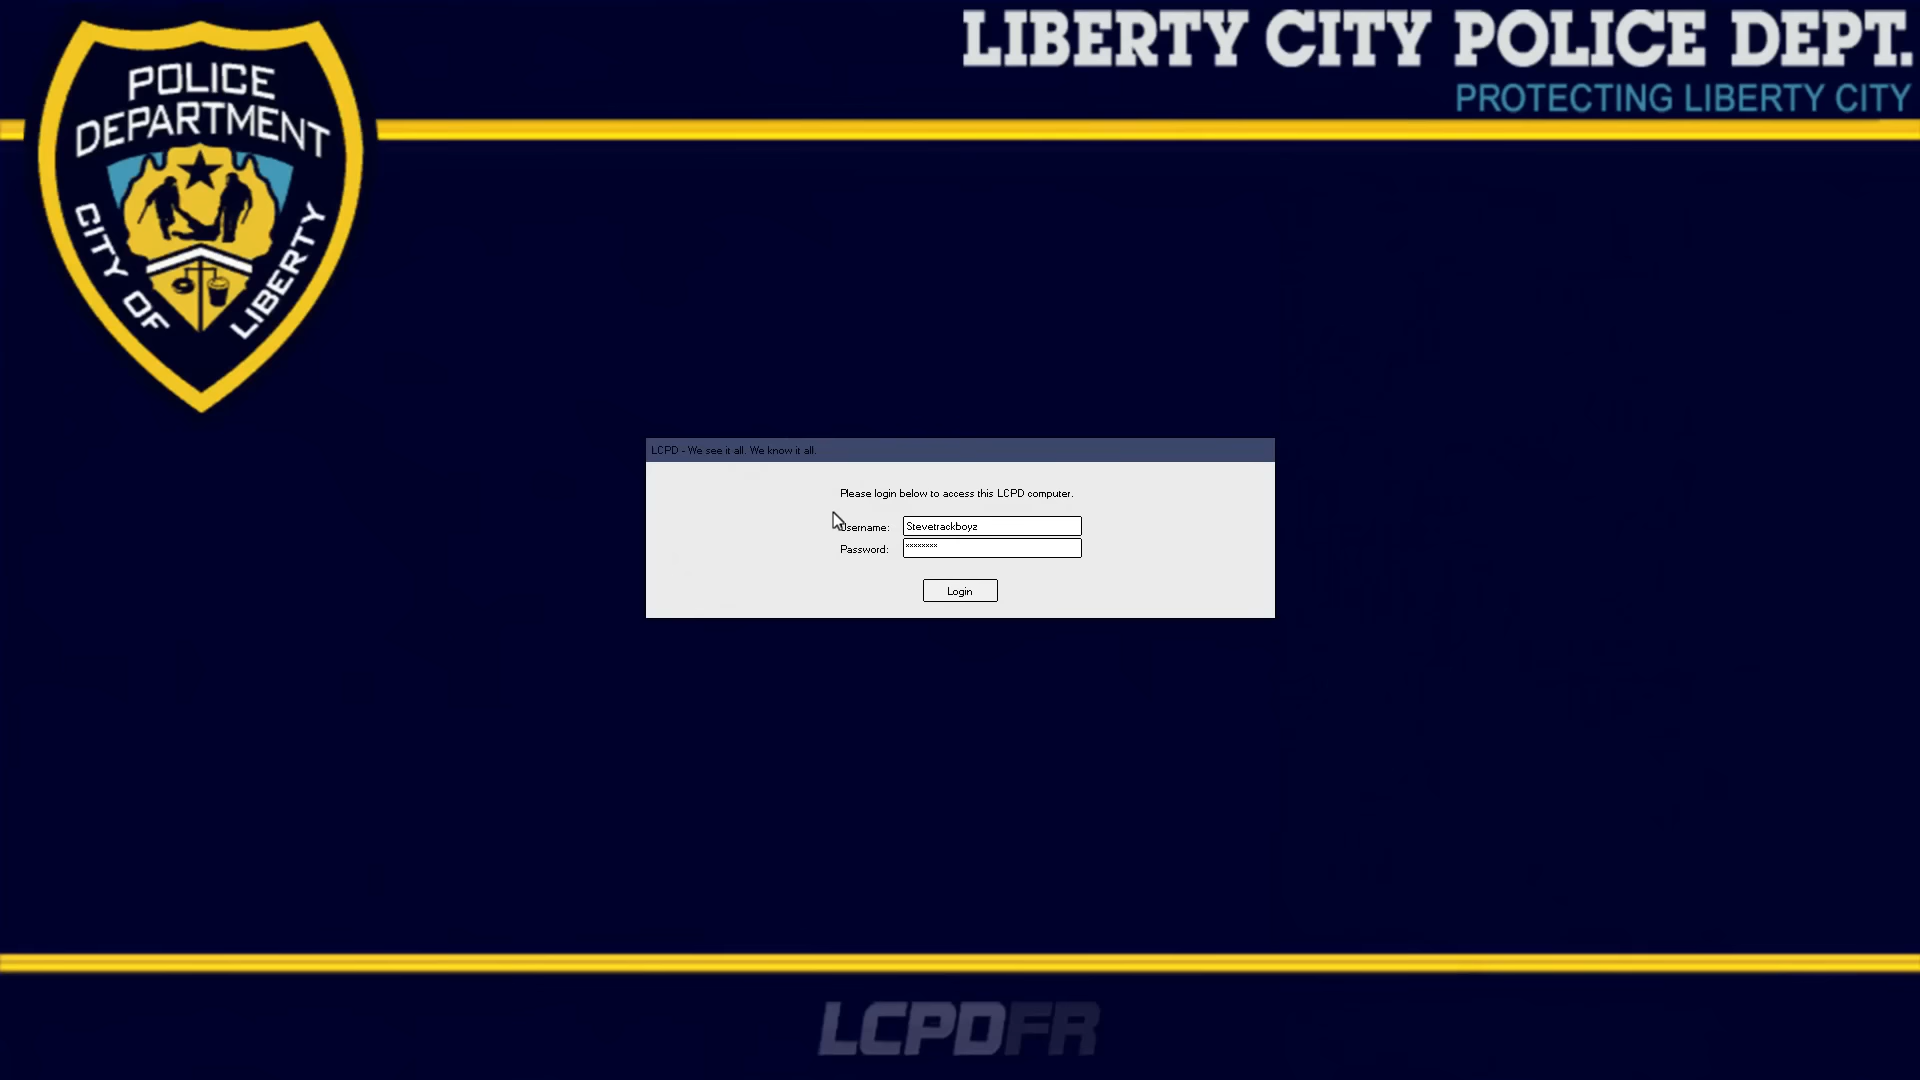 LIBERTY CITY POLICE DEPT.
PROTECTING LIBERTY CITY
POLICE
DEPARTMENT
CITY OF LIBERTY
LCPD - We see it all. We know it all.
Please login below to access this LCPD computer.
Username: Stevetrackboyz
Password: ********
Login
LCPDFR